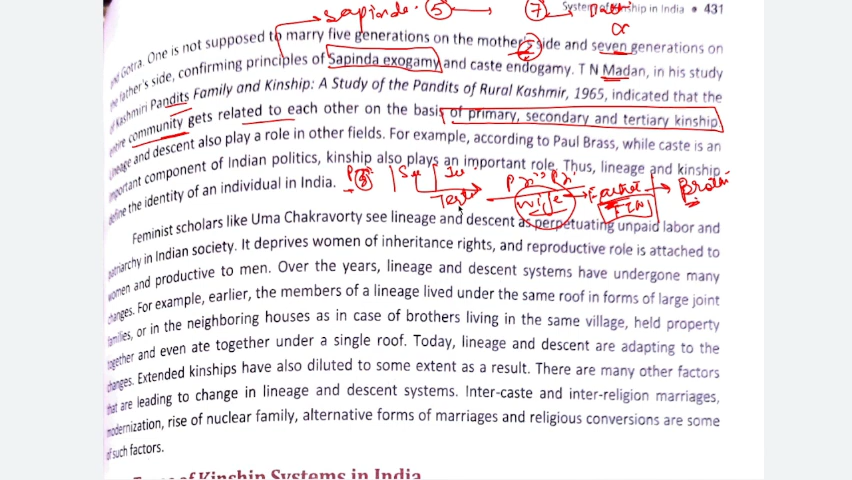 System of Kinship in India • 431
Sapinda. 5 7
or
Gotra. One is not supposed to marry five generations on the mother's side and seven generations on
the father's side, confirming principles of Sapinda exogamy and caste endogamy. T N Madan, in his study
of Kashmiri Pandits Family and Kinship: A Study of the Pandits of Rural Kashmir, 1965, indicated that the
entire community gets related to each other on the basis of primary, secondary and tertiary kinship.
Lineage and descent also play a role in other fields. For example, according to Paul Brass, while caste is an
important component of Indian politics, kinship also plays an important role. Thus, lineage and kinship
define the identity of an individual in India.
wife
Feminist scholars like Uma Chakravorty see lineage and descent as perpetuating unpaid labor and
patriarchy in Indian society. It deprives women of inheritance rights, and reproductive role is attached to
women and productive to men. Over the years, lineage and descent systems have undergone many
changes. For example, earlier, the members of a lineage lived under the same roof in forms of large joint
families, or in the neighboring houses as in case of brothers living in the same village, held property
together and even ate together under a single roof. Today, lineage and descent are adapting to the
changes. Extended kinships have also diluted to some extent as a result. There are many other factors
that are leading to change in lineage and descent systems. Inter-caste and inter-religion marriages,
modernization, rise of nuclear family, alternative forms of marriages and religious conversions are some
of such factors.
of Kinship Systems in India